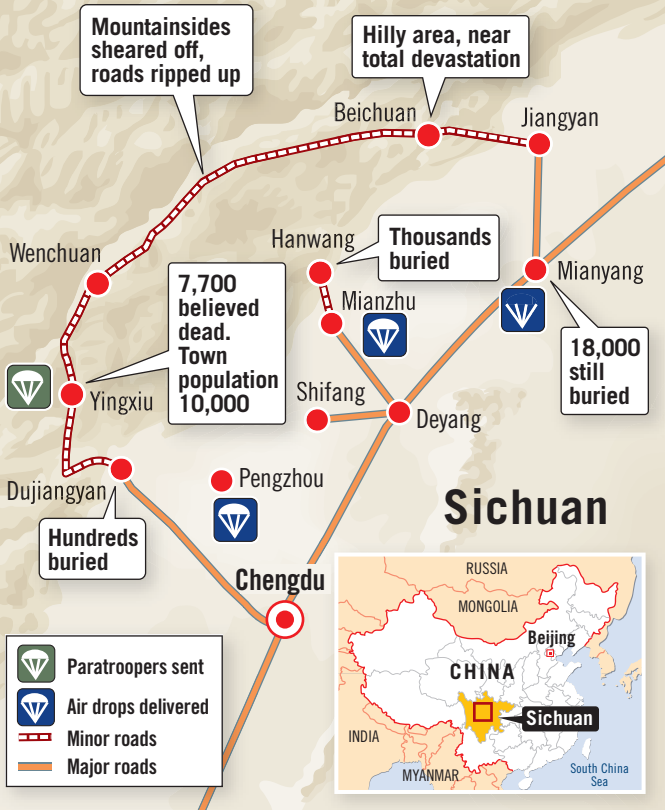 Mountainsides
sheared off,
roads ripped up
Hilly area, near
total devastation
Beichuan
Jiangyan
Wenchuan
Hanwang
Thousands
buried
Mianyang
7,700
believed
dead.
Town
population
10,000
Mianzhu
18,000
still
buried
Yingxiu
Shifang
Deyang
Dujiangyan
Pengzhou
Hundreds
buried
Sichuan
Chengdu
Paratroopers sent
Air drops delivered
Minor roads
Major roads
RUSSIA
MONGOLIA
Beijing
CHINA
Sichuan
INDIA
MYANMAR
South China
Sea